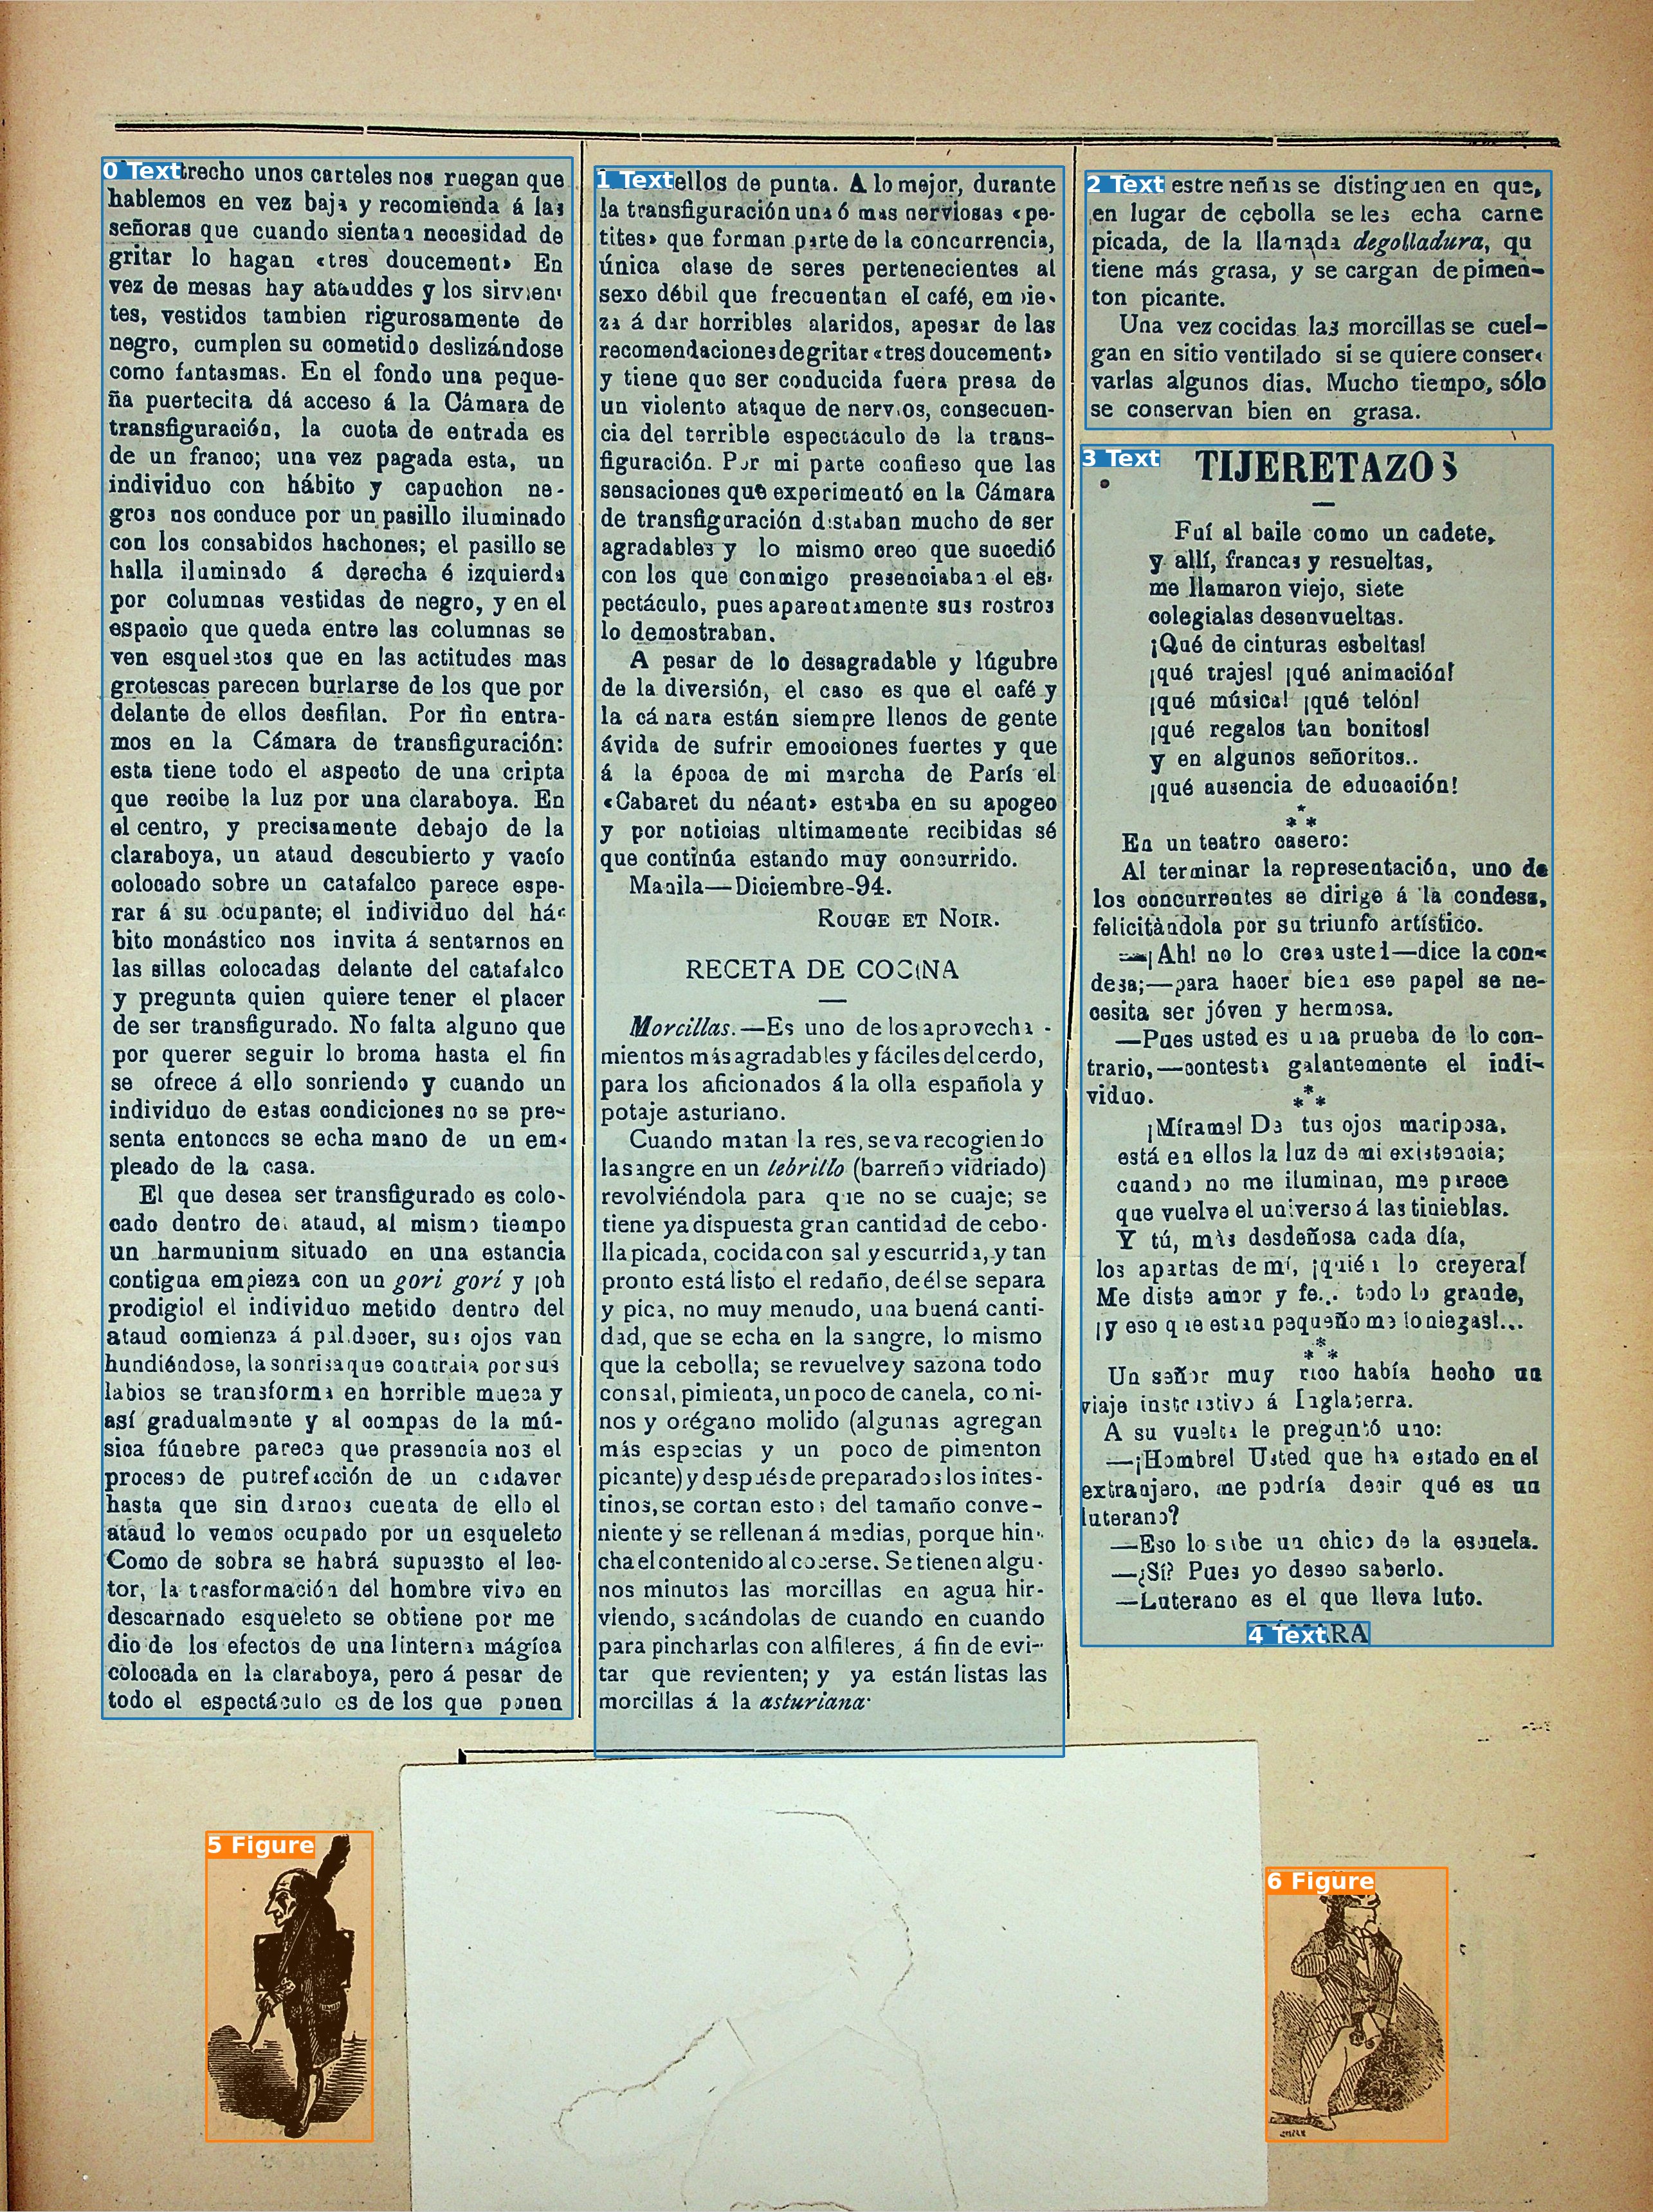 trecho unos carteles nos ruegan que
hablemos en vez baja y recomienda á las
señoras que cuando sientan necesidad de
gritar lo hagan «tres doucement» En
vez de mesas hay atauddes y los sirvien
tes, vestidos tambien rigurosamente de
negro, cumplen su cometido deslizándose
como fantasmas. En el fondo una peque-
ña puertecita dá acceso á la Cámara de
transfiguración, la cuota de entrada es
de un franco; una vez pagada esta, un
individuo con hábito y capuchon ne-
gros nos conduce por un pasillo iluminado
con los consabidos hachones; el pasillo se
halla iluminado á derecha é izquierda
por columnas vestidas de negro, y en el
espacio que queda entre las columnas se
ven esqueletos que en las actitudes mas
grotescas parecen burlarse de los que por
delante de ellos desfilan. Por fin entra-
mos en la Cámara de transfiguración:
esta tiene todo el aspecto de una cripta
que recibe la luz por una claraboya. En
el centro, y precisamente debajo de la
claraboya, un ataud descubierto y vacío
colocado sobre un catafalco parece espe-
rar á su ocupante; el individuo del há-
bito monástico nos invita á sentarnos en
las sillas colocadas delante del catafalco
y pregunta quien quiere tener el placer
de ser transfigurado. No falta alguno que
por querer seguir lo broma hasta el fin
se ofrece á ello sonriendo y cuando un
individuo de estas condiciones no se pre-
senta entonces se echa mano de un em-
pleado de la casa.
El que desea ser transfigurado es colo-
cado dentro del ataud, al mismo tiempo
un harmunium situado en una estancia
contigua empieza con un gori gorí y ¡oh
prodigio! el individuo metido dentro del
ataud comienza á palidecer, sus ojos van
hundiéndose, la sonrisa que contraia por sus
labios se transforma en horrible mueca y
así gradualmente y al compas de la mú-
sica fúnebre parece que presencia nos el
proceso de putrefacción de un cadaver
hasta que sin darnos cuenta de ello el
ataud lo vemos ocupado por un esqueleto
Como de sobra se habrá supuesto el lec-
tor, la trasformación del hombre vivo en
descarnado esqueleto se obtiene por me
dio de los efectos de una linterna mágica
colocada en la claraboya, pero á pesar de
todo el espectáculo es de los que ponen
ellos de punta. A lo mejor, durante
la transfiguración una ó mas nerviosas «pe-
tites» que forman parte de la concurrencia,
única clase de seres pertenecientes al
sexo débil que frecuentan el café, empie-
za á dar horribles alaridos, apesar de las
recomendaciones de gritar «tres doucement»
y tiene que ser conducida fuera presa de
un violento ataque de nervios, consecuen-
cia del terrible espectáculo de la trans-
figuración. Por mi parte confieso que las
sensaciones que experimentó en la Cámara
de transfiguración distaban mucho de ser
agradables y lo mismo creo que sucedió
con los que conmigo presenciaban el es-
pectáculo, pues aparentamente sus rostros
lo demostraban.
A pesar de lo desagradable y lúgubre
de la diversión, el caso es que el café y
la cámara están siempre llenos de gente
ávida de sufrir emociones fuertes y que
á la época de mi marcha de París el
«Cabaret du néant» estaba en su apogeo
y por noticias ultimamente recibidas sé
que continúa estando muy concurrido.
Manila—Diciembre-94.
ROUGE ET NOIR.
RECETA DE COCINA
Morcillas.—Es uno de los aprovecha-
mientos más agradables y fáciles del cerdo,
para los aficionados á la olla española y
potaje asturiano.
Cuando matan la res, se va recogiendo
la sangre en un lebrillo (barreño vidriado)
revolviéndola para que no se cuaje; se
tiene ya dispuesta gran cantidad de cebo-
lla picada, cocida con sal y escurrida, y tan
pronto está listo el redaño, de él se separa
y pica, no muy menudo, una buená canti-
dad, que se echa en la sangre, lo mismo
que la cebolla; se revuelve y sazona todo
con sal, pimienta, un poco de canela, comi-
nos y orégano molido (algunas agregan
más especias y un poco de pimenton
picante) y después de preparados los intes-
tinos, se cortan estos del tamaño conve-
niente y se rellenan á medias, porque hin-
cha el contenido al cocerse. Se tienen algu-
nos minutos las morcillas en agua hir-
viendo, sacándolas de cuando en cuando
para pincharlas con alfileres, á fin de evi-
tar que revienten; y ya están listas las
morcillas á la asturiana
estremeñas se distinguen en que,
en lugar de cebolla se les echa carne
picada, de la llamada degolladura, qu
tiene más grasa, y se cargan de pimen-
ton picante.
Una vez cocidas las morcillas se cuel-
gan en sitio ventilado si se quiere conser-
varlas algunos dias. Mucho tiempo, sólo
se conservan bien en grasa.
TIJERETAZOS
Fuí al baile como un cadete,
y allí, francas y resueltas,
me llamaron viejo, siete
colegialas desenvueltas.
¡Qué de cinturas esbeltas!
¡qué trajes! ¡qué animación!
¡qué música! ¡qué telón!
¡qué regalos tan bonitos!
y en algunos señoritos..
¡qué ausencia de educación!
***
En un teatro casero:
Al terminar la representación, uno de
los concurrentes se dirige á la condesa,
felicitàndola por su triunfo artístico.
—¡Ah! no lo crea usted—dice la con-
desa;—para hacer bien ese papel se ne-
cesita ser jóven y hermosa.
—Pues usted es una prueba de lo con-
trario,—contesta galantemente el indi-
viduo.
***
¡Mírame! De tus ojos mariposa,
está en ellos la luz de mi existencia;
cuando no me iluminan, me parece
que vuelve el universo á las tinieblas.
Y tú, màs desdeñosa cada día,
los apartas de mí, ¡quién lo creyera!
Me diste amor y fe... todo lo grande,
¡y eso que es tan pequeño me lo niegas!...
***
Un señor muy rico había hecho un
viaje instructivo á Inglaterra.
A su vuelta le preguntó uno:
—¡Hombre! Usted que ha estado en el
extranjero, me podría decir qué es un
luterano?
—Eso lo sabe un chico de la escuela.
—¿Sí? Pues yo deseo saberlo.
—Luterano es el que lleva luto.